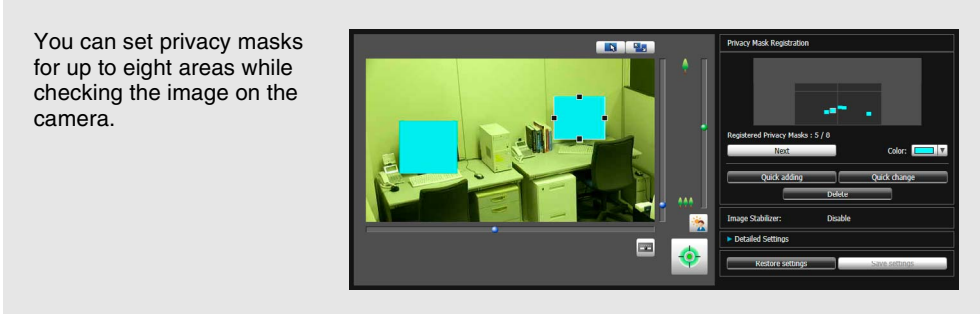 You can set privacy masks
for up to eight areas while
checking the image on the
camera.
Privacy Mask Registration
Registered Privacy Masks : 5 / 8
Next
Color:
Quick adding
Quick change
Delete
Image Stabilizer:
Disable
Detailed Settings
Restore settings
Save settings